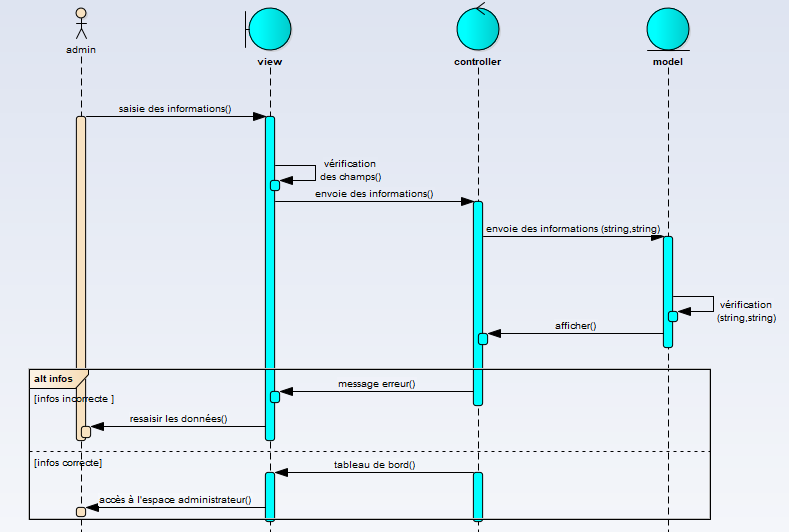 admin
view
controller
model
saisie des informations()
vérification
des champs()
envoie des informations()
envoie des informations (string,string)
vérification
(string,string)
afficher()
alt infos
message erreur()
[infos incorrecte ]
resaisir les données()
[infos correcte]
tableau de bord()
accès à l'espace administrateur()